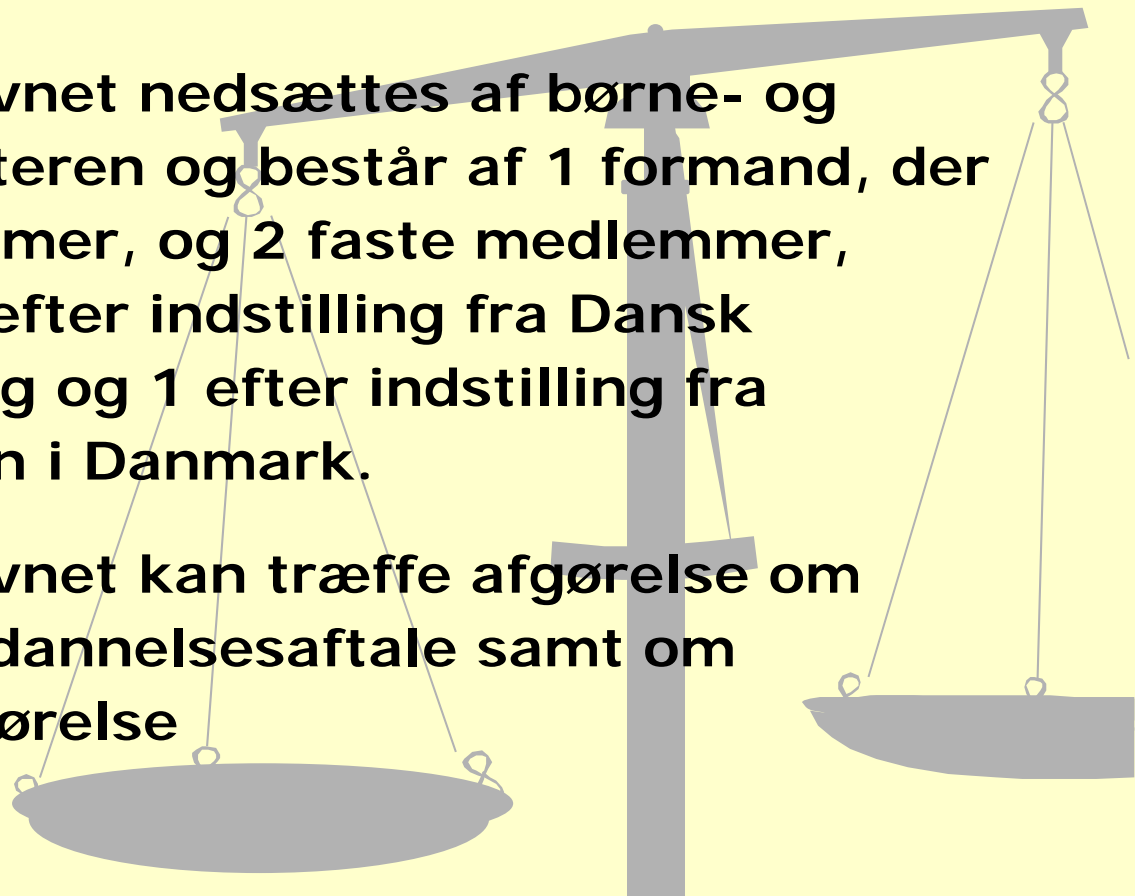 vnet nedsættes af børne- og
teren og består af 1 formand, der
mer, og 2 faste medlemmer,
efter indstilling fra Dansk
g og 1 efter indstilling fra
n i Danmark.
vnet kan træffe afgørelse om
dannelsesaftale samt om
ørelse